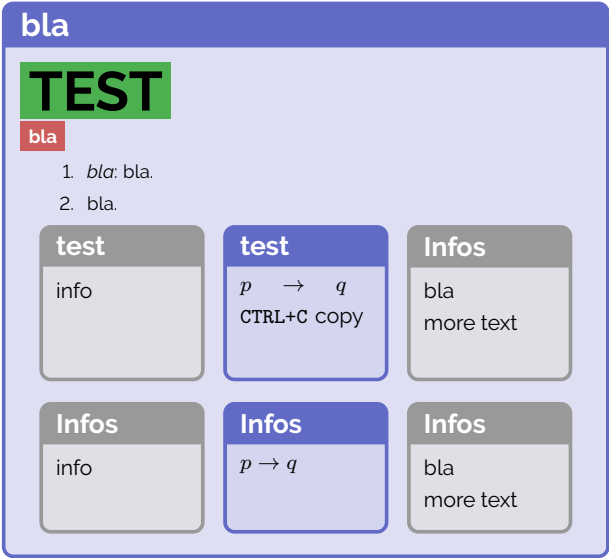 bla
TEST
bla
1. bla: bla.
2. bla.
test
info
test
p → q
CTRL+C copy
Infos
bla
more text
Infos
info
Infos
p → q
Infos
bla
more text